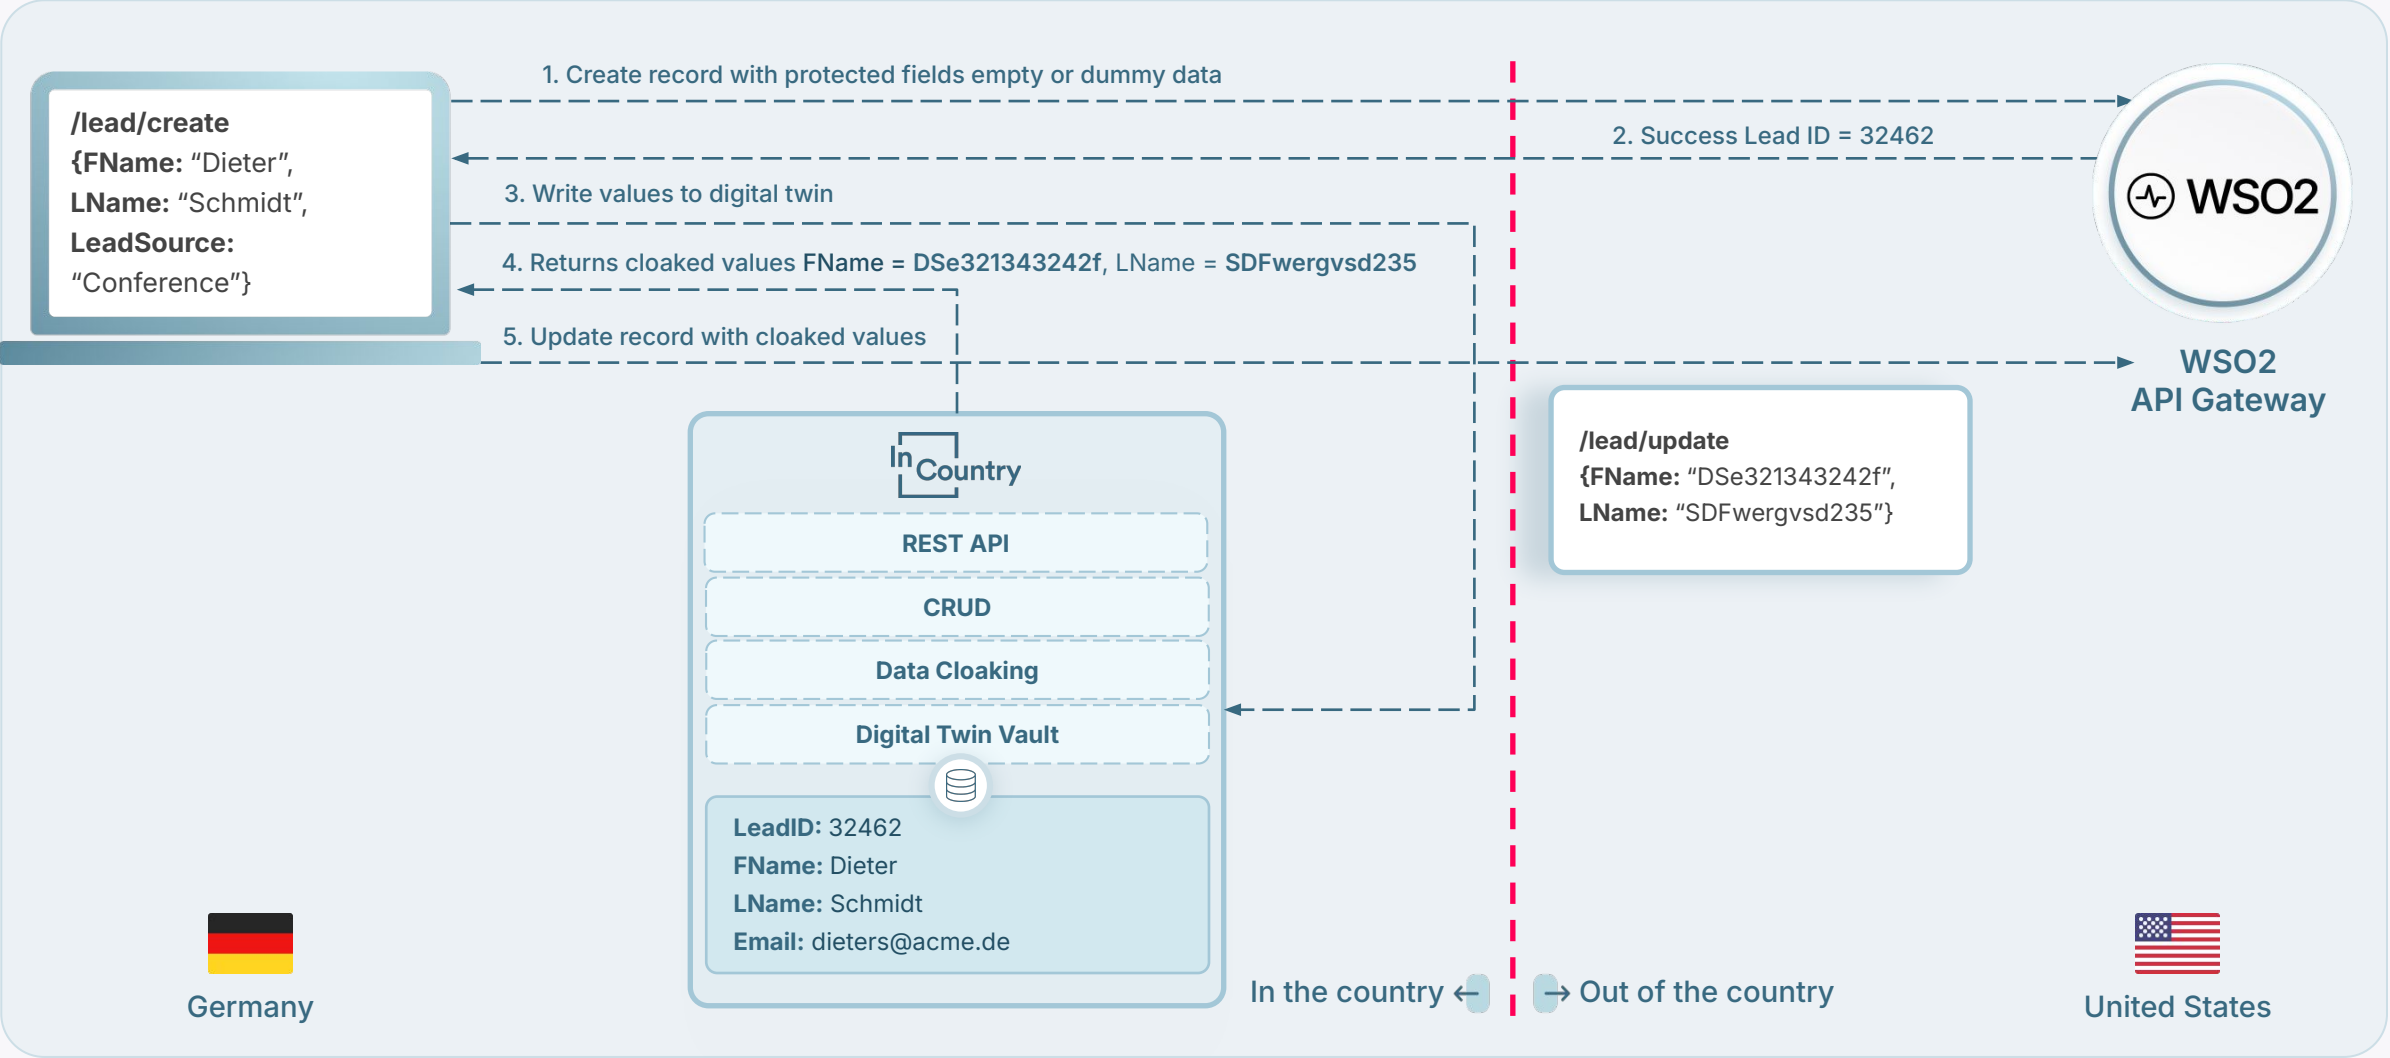 1. Create record with protected fields empty or dummy data
/lead/create
{FName: “Dieter”,
LName: “Schmidt”,
LeadSource:
“Conference”}
2. Success Lead ID = 32462
3. Write values to digital twin
4. Returns cloaked values FName = DSe321343242f, LName = SDFwergvsd235
5. Update record with cloaked values
WSO2
WSO2
API Gateway
/lead/update
{FName: “DSe321343242f”,
LName: “SDFwergvsd235”}
In
Country
REST API
CRUD
Data Cloaking
Digital Twin Vault
LeadID: 32462
FName: Dieter
LName: Schmidt
Email: dieters@acme.de
In the country
Out of the country
Germany
United States